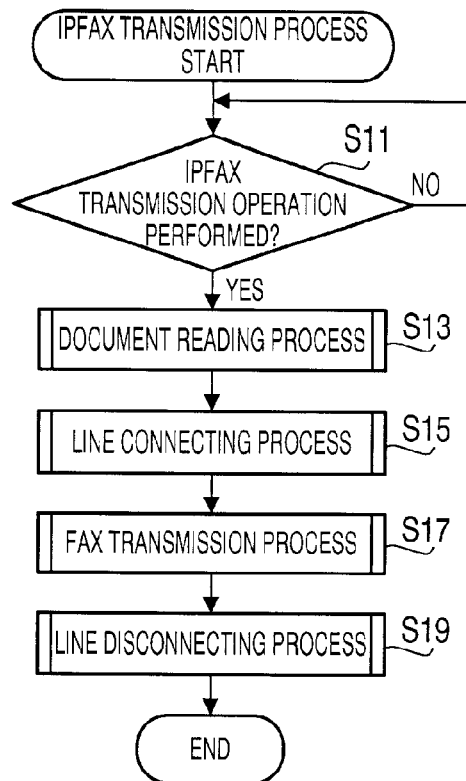 IPFAX TRANSMISSION PROCESS
START
S11
IPFAX
TRANSMISSION OPERATION
PERFORMED?
NO
YES
DOCUMENT READING PROCESS
S13
LINE CONNECTING PROCESS
S15
FAX TRANSMISSION PROCESS
S17
LINE DISCONNECTING PROCESS
S19
END